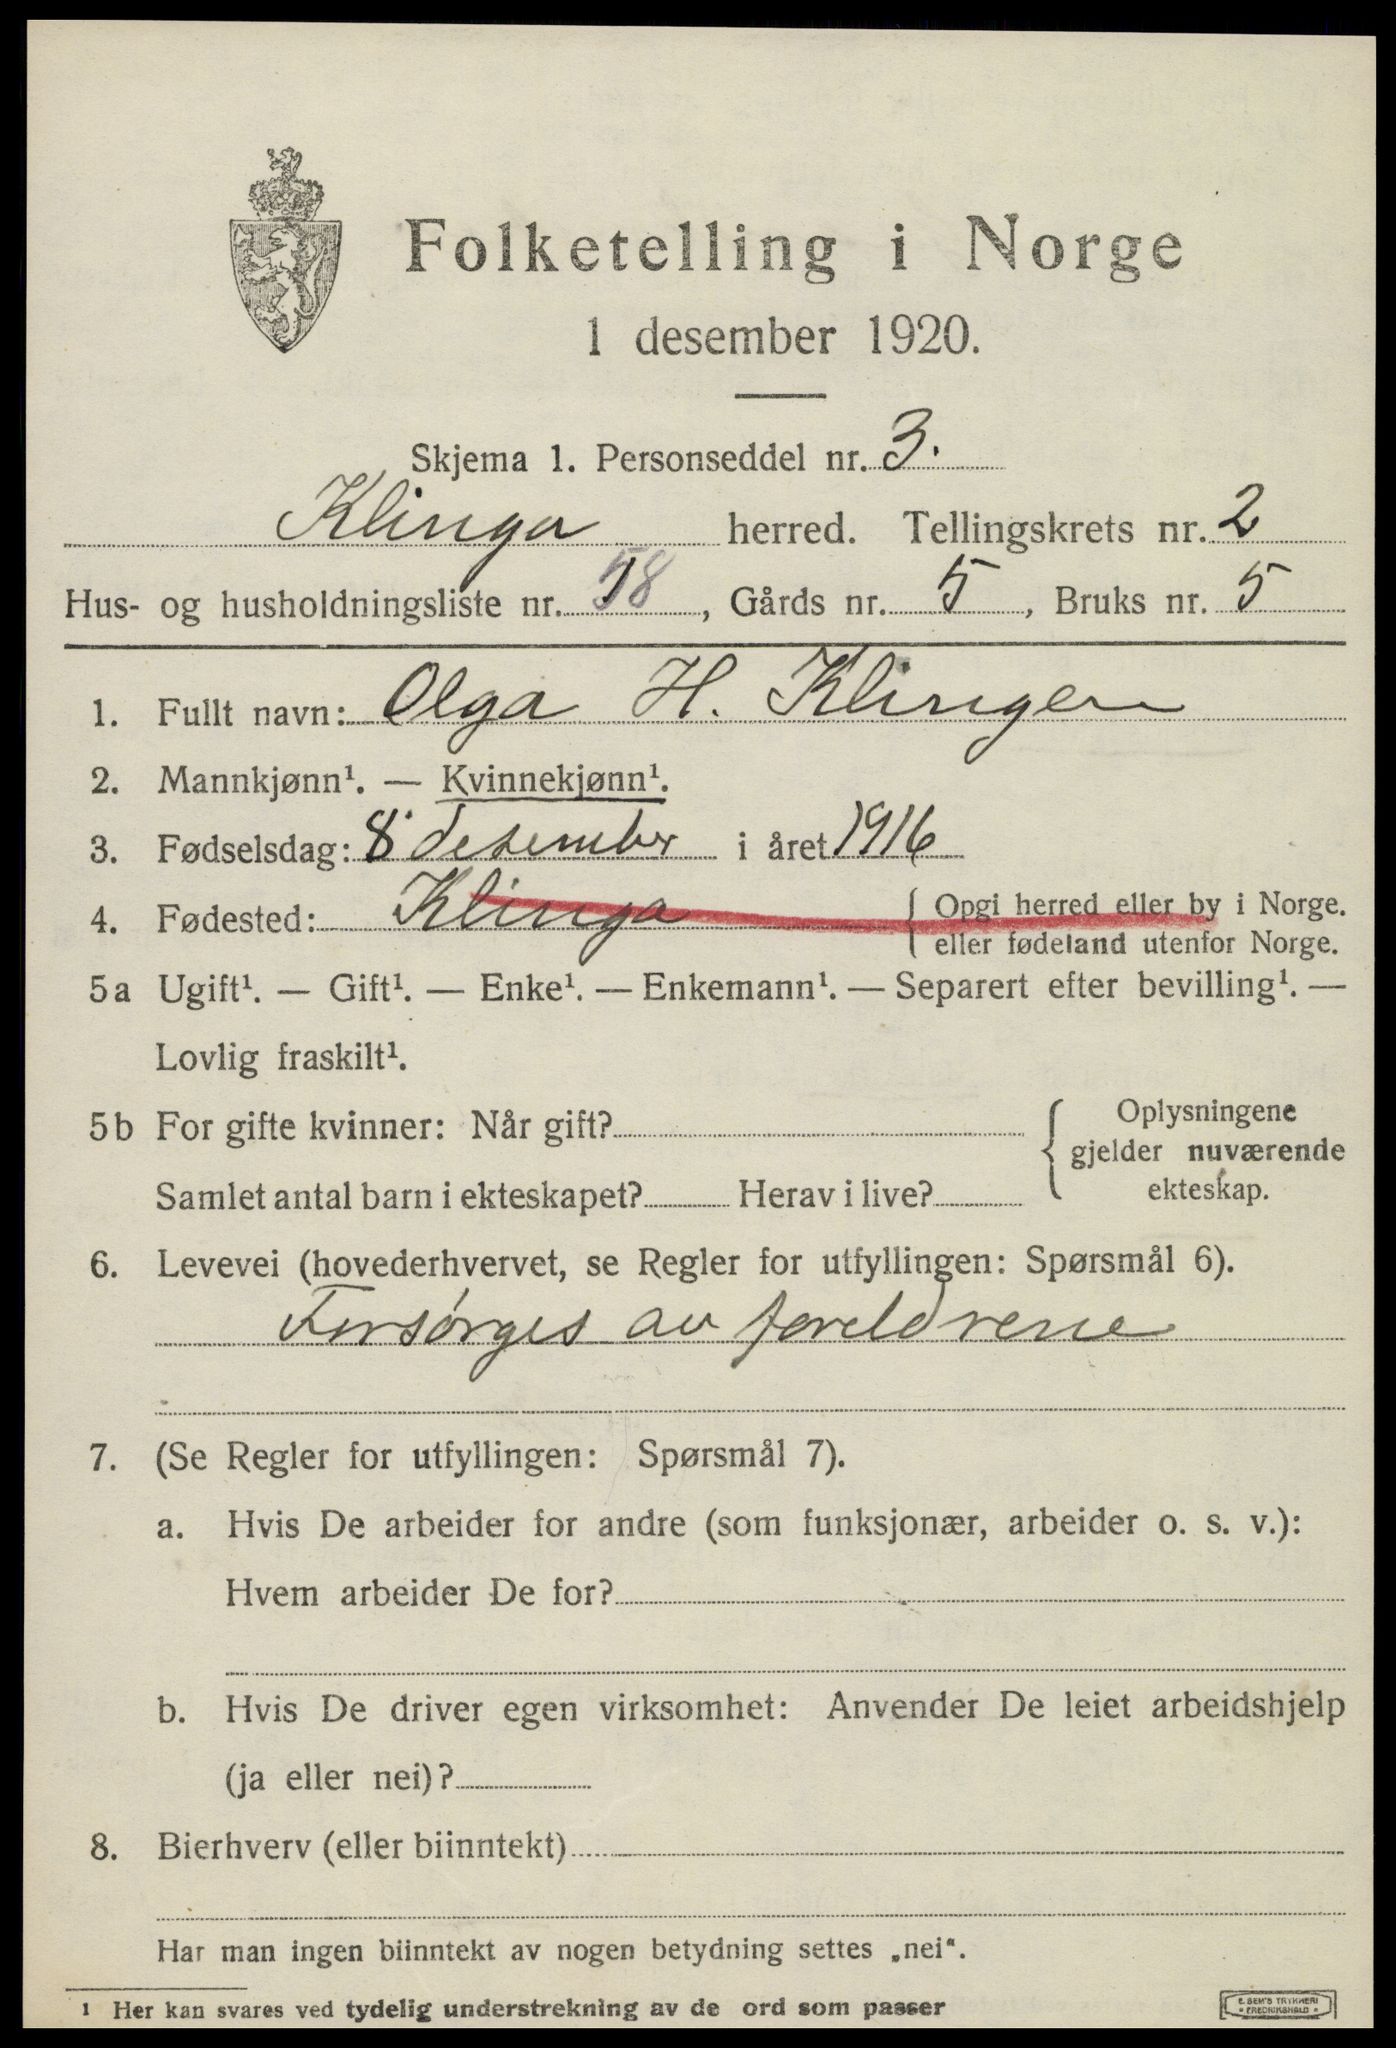 Folketelling i Norge
1 desember 1920.
Skjema 1. Personseddel nr. 3.
Klinga herred. Tellingskrets nr. 2
Hus- og husholdningsliste nr. 58, Gårds nr. 5, Bruks nr. 5
1. Fullt navn: Olga H. Klingen
2. Mannkjønn¹. — Kvinnekjønn¹.
3. Fødselsdag: 8 desember i året 1916
4. Fødested: Klinga { Opgi herred eller by i Norge.
eller fødeland utenfor Norge.
5a Ugift¹. — Gift¹. — Enke¹. — Enkemann¹. — Separert efter bevilling¹. —
Lovlig fraskilt¹.
5b For gifte kvinner: Når gift?
Samlet antal barn i ekteskapet? Herav i live?
{ Oplysningene
gjelder nuværende
ekteskap.
6. Levevei (hovederhvervet, se Regler for utfyllingen: Spørsmål 6).
Forsørges av foreldrene
7. (Se Regler for utfyllingen: Spørsmål 7).
a. Hvis De arbeider for andre (som funksjonær, arbeider o. s. v.):
Hvem arbeider De for?
b. Hvis De driver egen virksomhet: Anvender De leiet arbeidshjelp
(ja eller nei)?
8. Bierhverv (eller biinntekt)
Har man ingen biinntekt av nogen betydning settes „nei“.
1 Her kan svares ved tydelig understrekning av de ord som passer
E. SEM'S TRYKKERI
FREDRIKSHALD